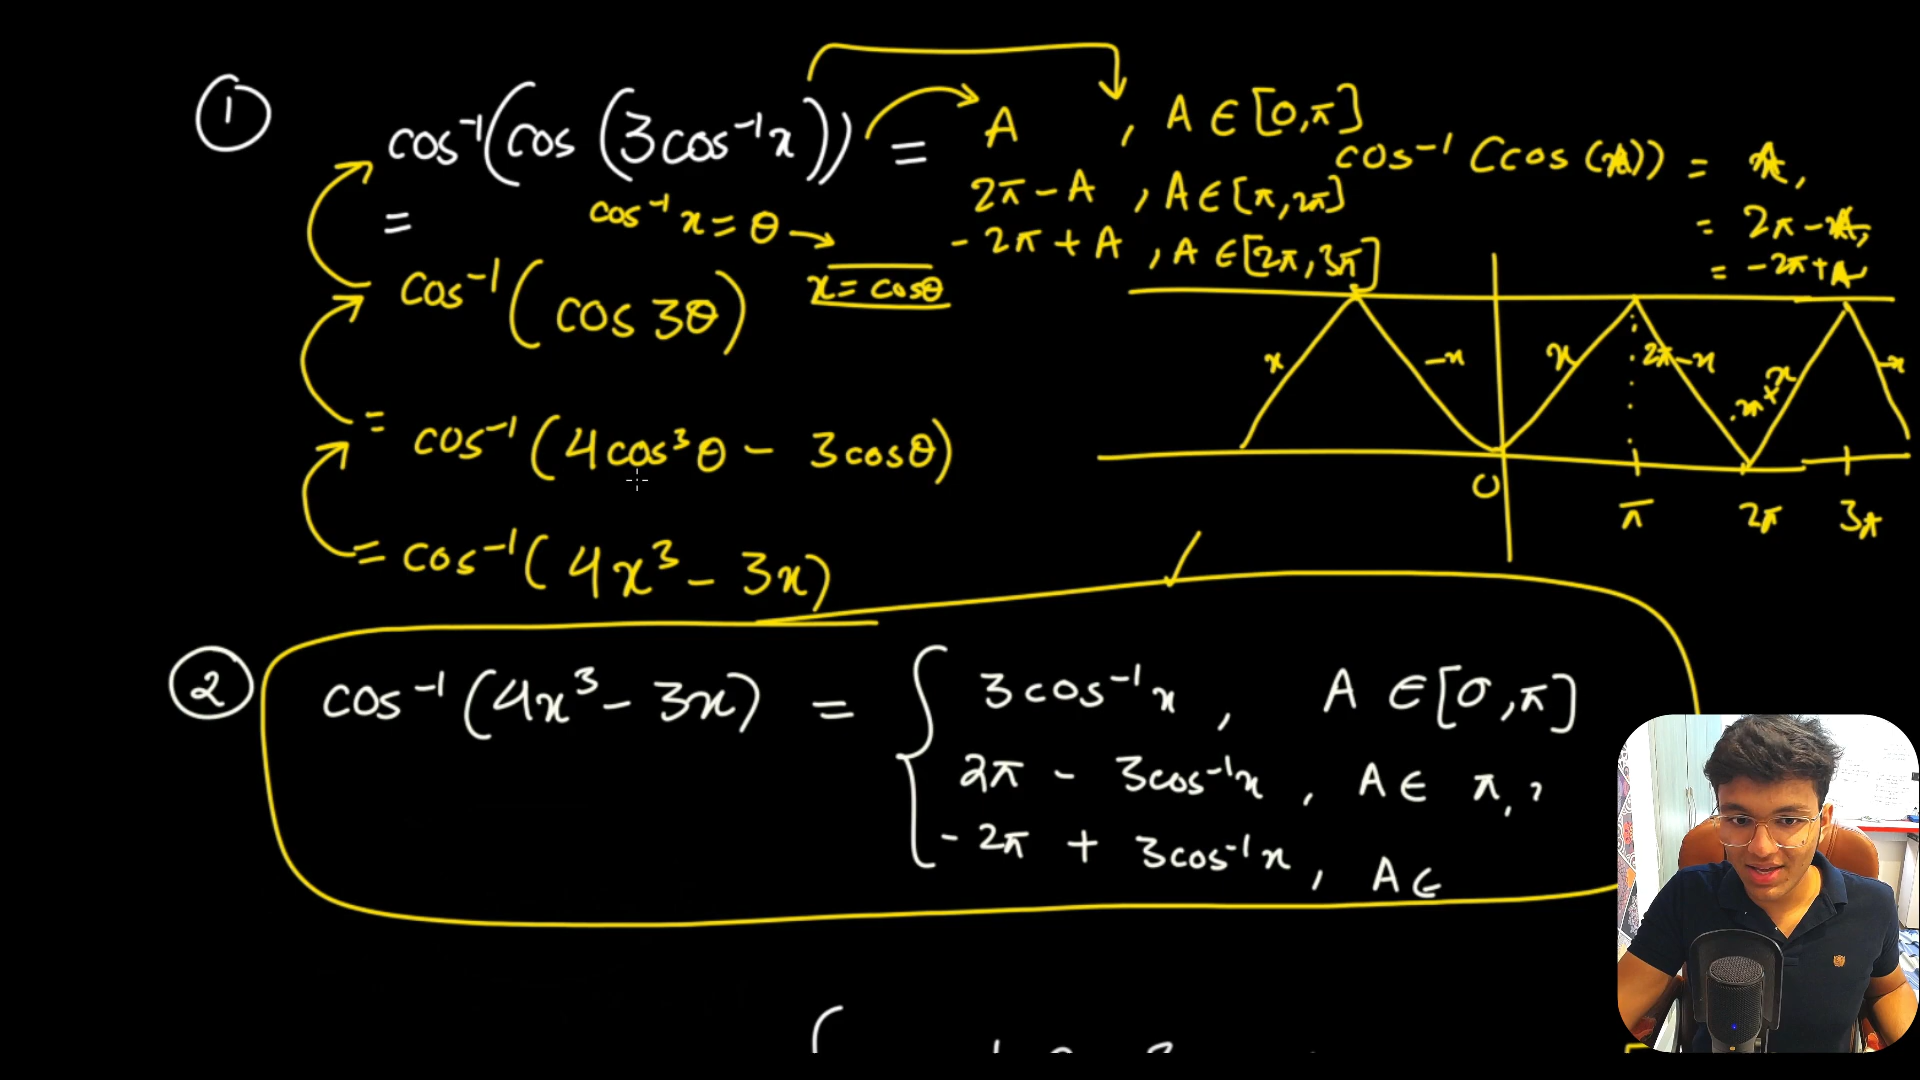 ①
cos⁻¹(cos (3cos⁻¹x)) = A , A ∈ [0,π]
2π - A , A ∈ [π,2π]
- 2π + A , A ∈ [2π,3π]
cos⁻¹ (cos (A)) = A,
= 2π - A,
= -2π + A
=
cos⁻¹ x = θ
x = cosθ
cos⁻¹ ( cos 3θ )
= cos⁻¹ ( 4cos³θ - 3cosθ )
= cos⁻¹ ( 4x³ - 3x )
x
-x
x
2π - x
-2π + x
-x
0
π
2π
3π
②
cos⁻¹ (4x³ - 3x) = { 3cos⁻¹x , A ∈ [0,π]
2π - 3cos⁻¹x , A ∈ π,
- 2π + 3cos⁻¹x , A ∈